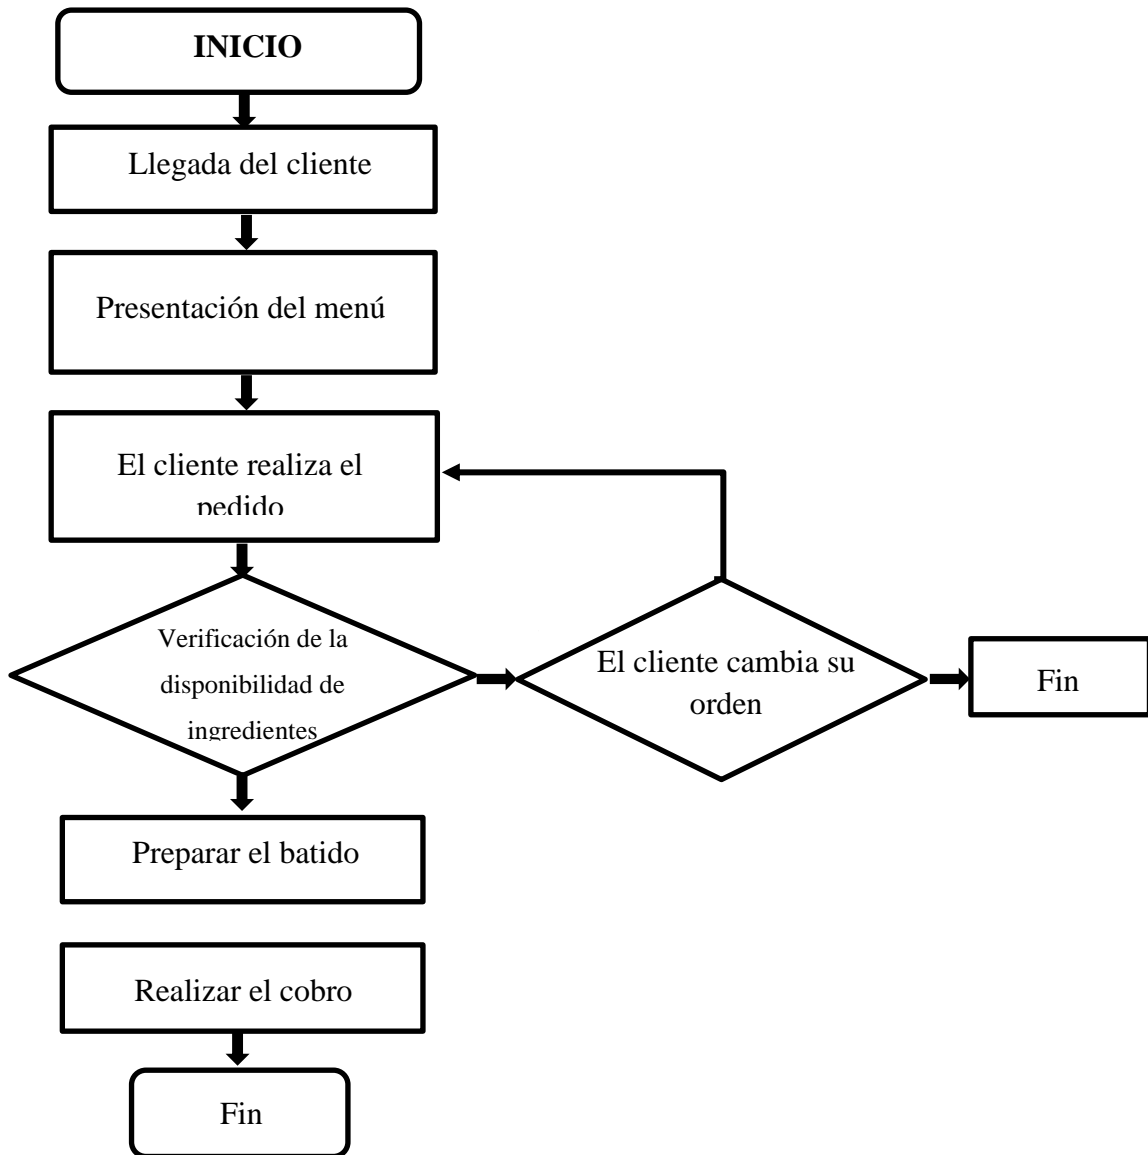 INICIO
Llegada del cliente
Presentación del menú
El cliente realiza el
pedido
Verificación de la
disponibilidad de
ingredientes
El cliente cambia su
orden
Fin
Preparar el batido
Realizar el cobro
Fin